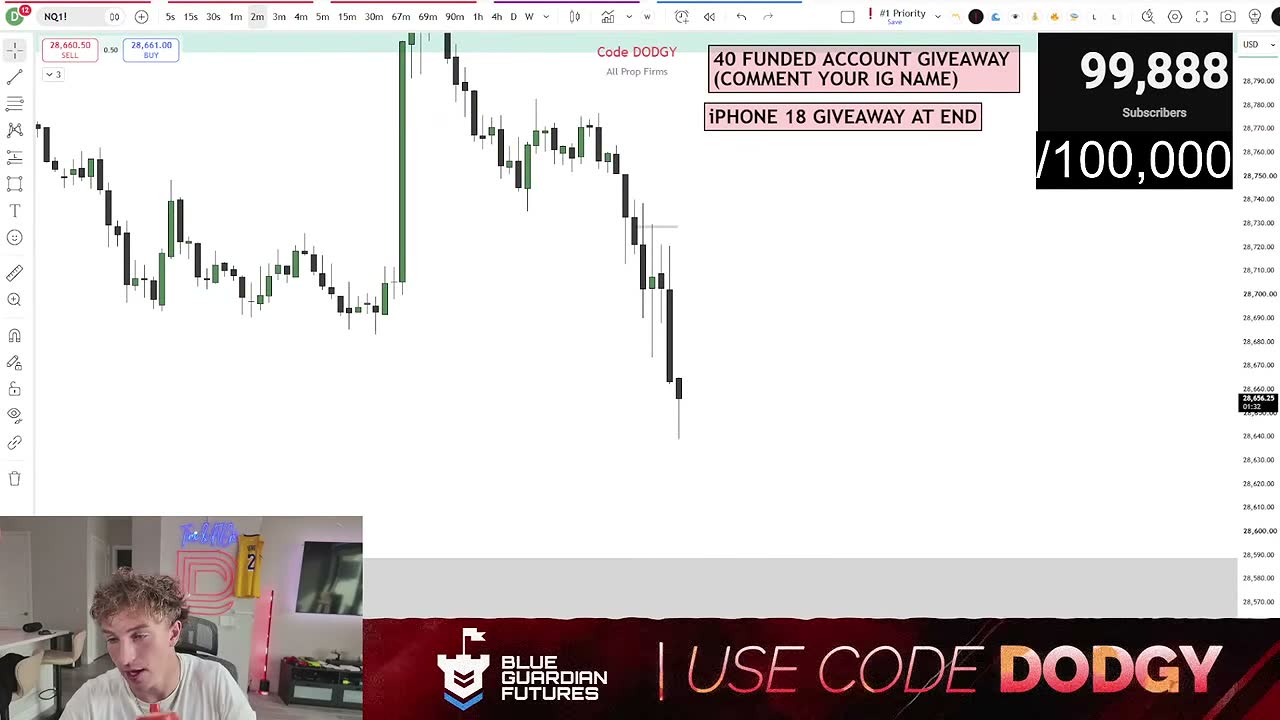 D 12 NQ1! 5s 15s 30s 1m 2m 3m 4m 5m 15m 30m 67m 69m 90m 1h 4h D W w #1 Priority
Save
L L
28,660.50
SELL
0.50
28,661.00
BUY
3
Code DODGY
All Prop Firms
40 FUNDED ACCOUNT GIVEAWAY
(COMMENT YOUR IG NAME)
iPHONE 18 GIVEAWAY AT END
99,888
Subscribers
/100,000
USD
28,790.00
28,780.00
28,770.00
28,760.00
28,750.00
28,740.00
28,730.00
28,720.00
28,710.00
28,700.00
28,690.00
28,680.00
28,670.00
28,660.00
28,656.25
01:32
28,640.00
28,630.00
28,620.00
28,610.00
28,600.00
28,590.00
28,580.00
28,570.00
T
D
2
BLUE
GUARDIAN
FUTURES
USE CODE DODGY